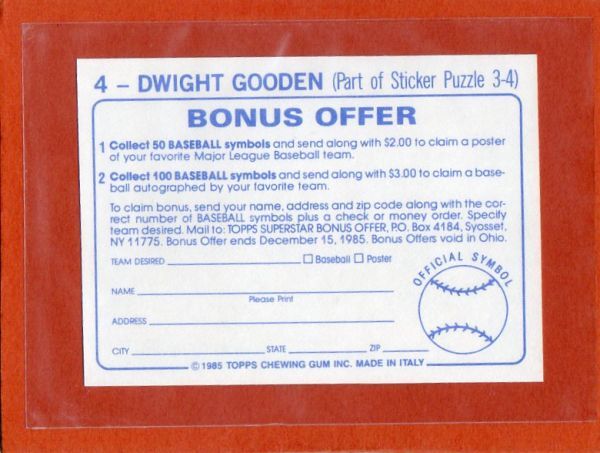 4 – DWIGHT GOODEN (Part of Sticker Puzzle 3-4)
BONUS OFFER
1 Collect 50 BASEBALL symbols and send along with $2.00 to claim a poster
of your favorite Major League Baseball team.
2 Collect 100 BASEBALL symbols and send along with $3.00 to claim a base-
ball autographed by your favorite team.
To claim bonus, send your name, address and zip code along with the cor-
rect number of BASEBALL symbols plus a check or money order. Specify
team desired. Mail to: TOPPS SUPERSTAR BONUS OFFER, P.O. Box 4184, Syosset,
NY 11775. Bonus Offer ends December 15, 1985. Bonus Offers void in Ohio.
TEAM DESIRED Baseball Poster
OFFICIAL SYMBOL
NAME
Please Print
ADDRESS
CITY STATE ZIP
© 1985 TOPPS CHEWING GUM INC. MADE IN ITALY